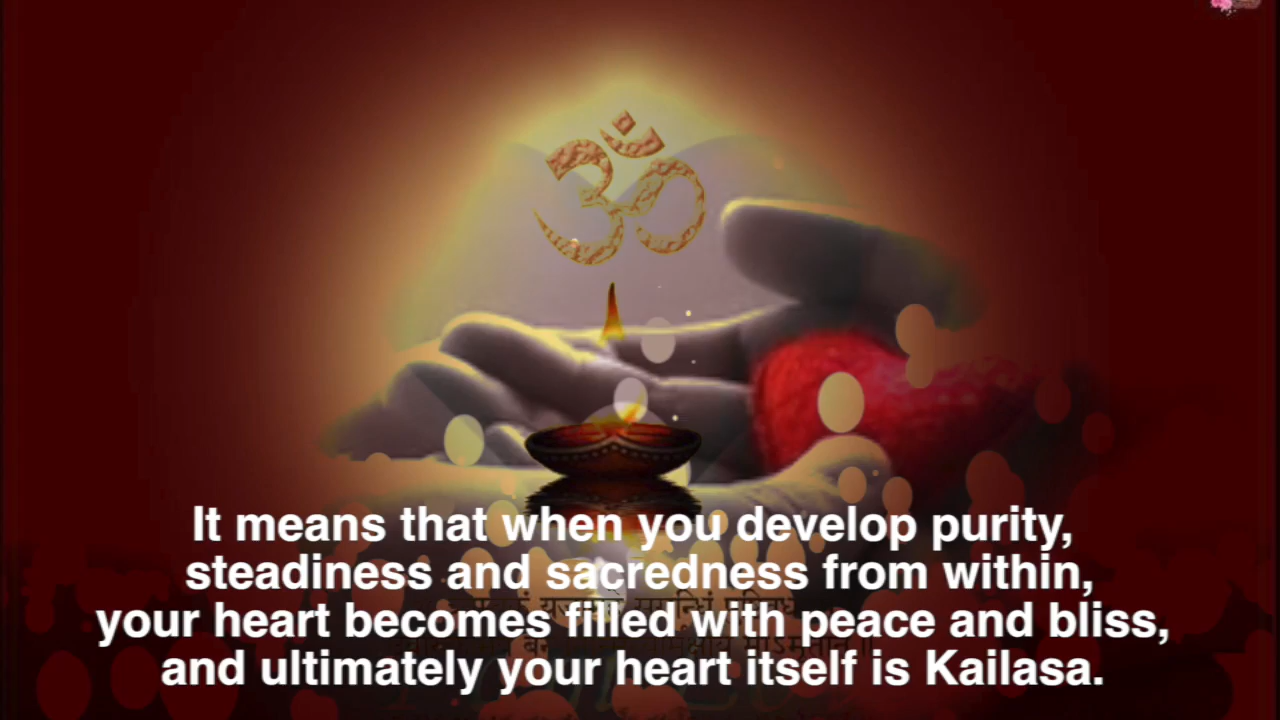 ॐ
It means that when you develop purity,
steadiness and sacredness from within,
your heart becomes filled with peace and bliss,
and ultimately your heart itself is Kailasa.